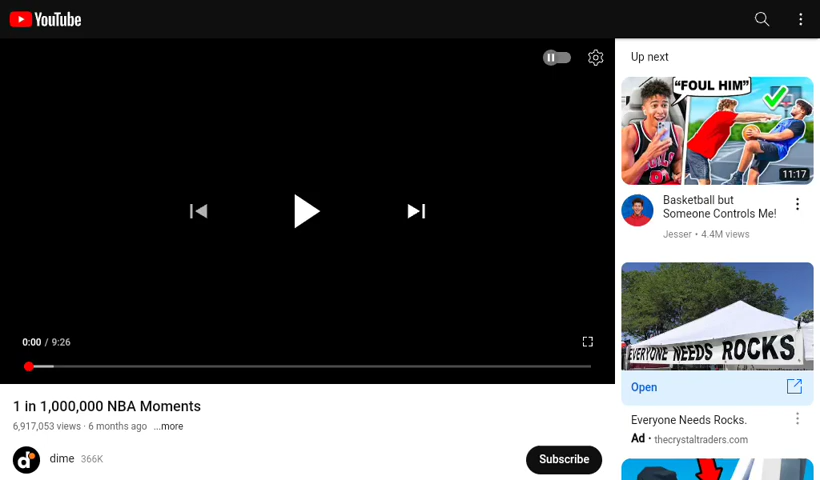 YouTube
Up next
"FOUL HIM"
11:17
Basketball but
Someone Controls Me!
Jesser • 4.4M views
EVERYONE NEEDS ROCKS
Open
Everyone Needs Rocks.
Ad • thecrystaltraders.com
0:00 / 9:26
1 in 1,000,000 NBA Moments
6,917,053 views · 6 months ago ...more
d
dime 366K
Subscribe